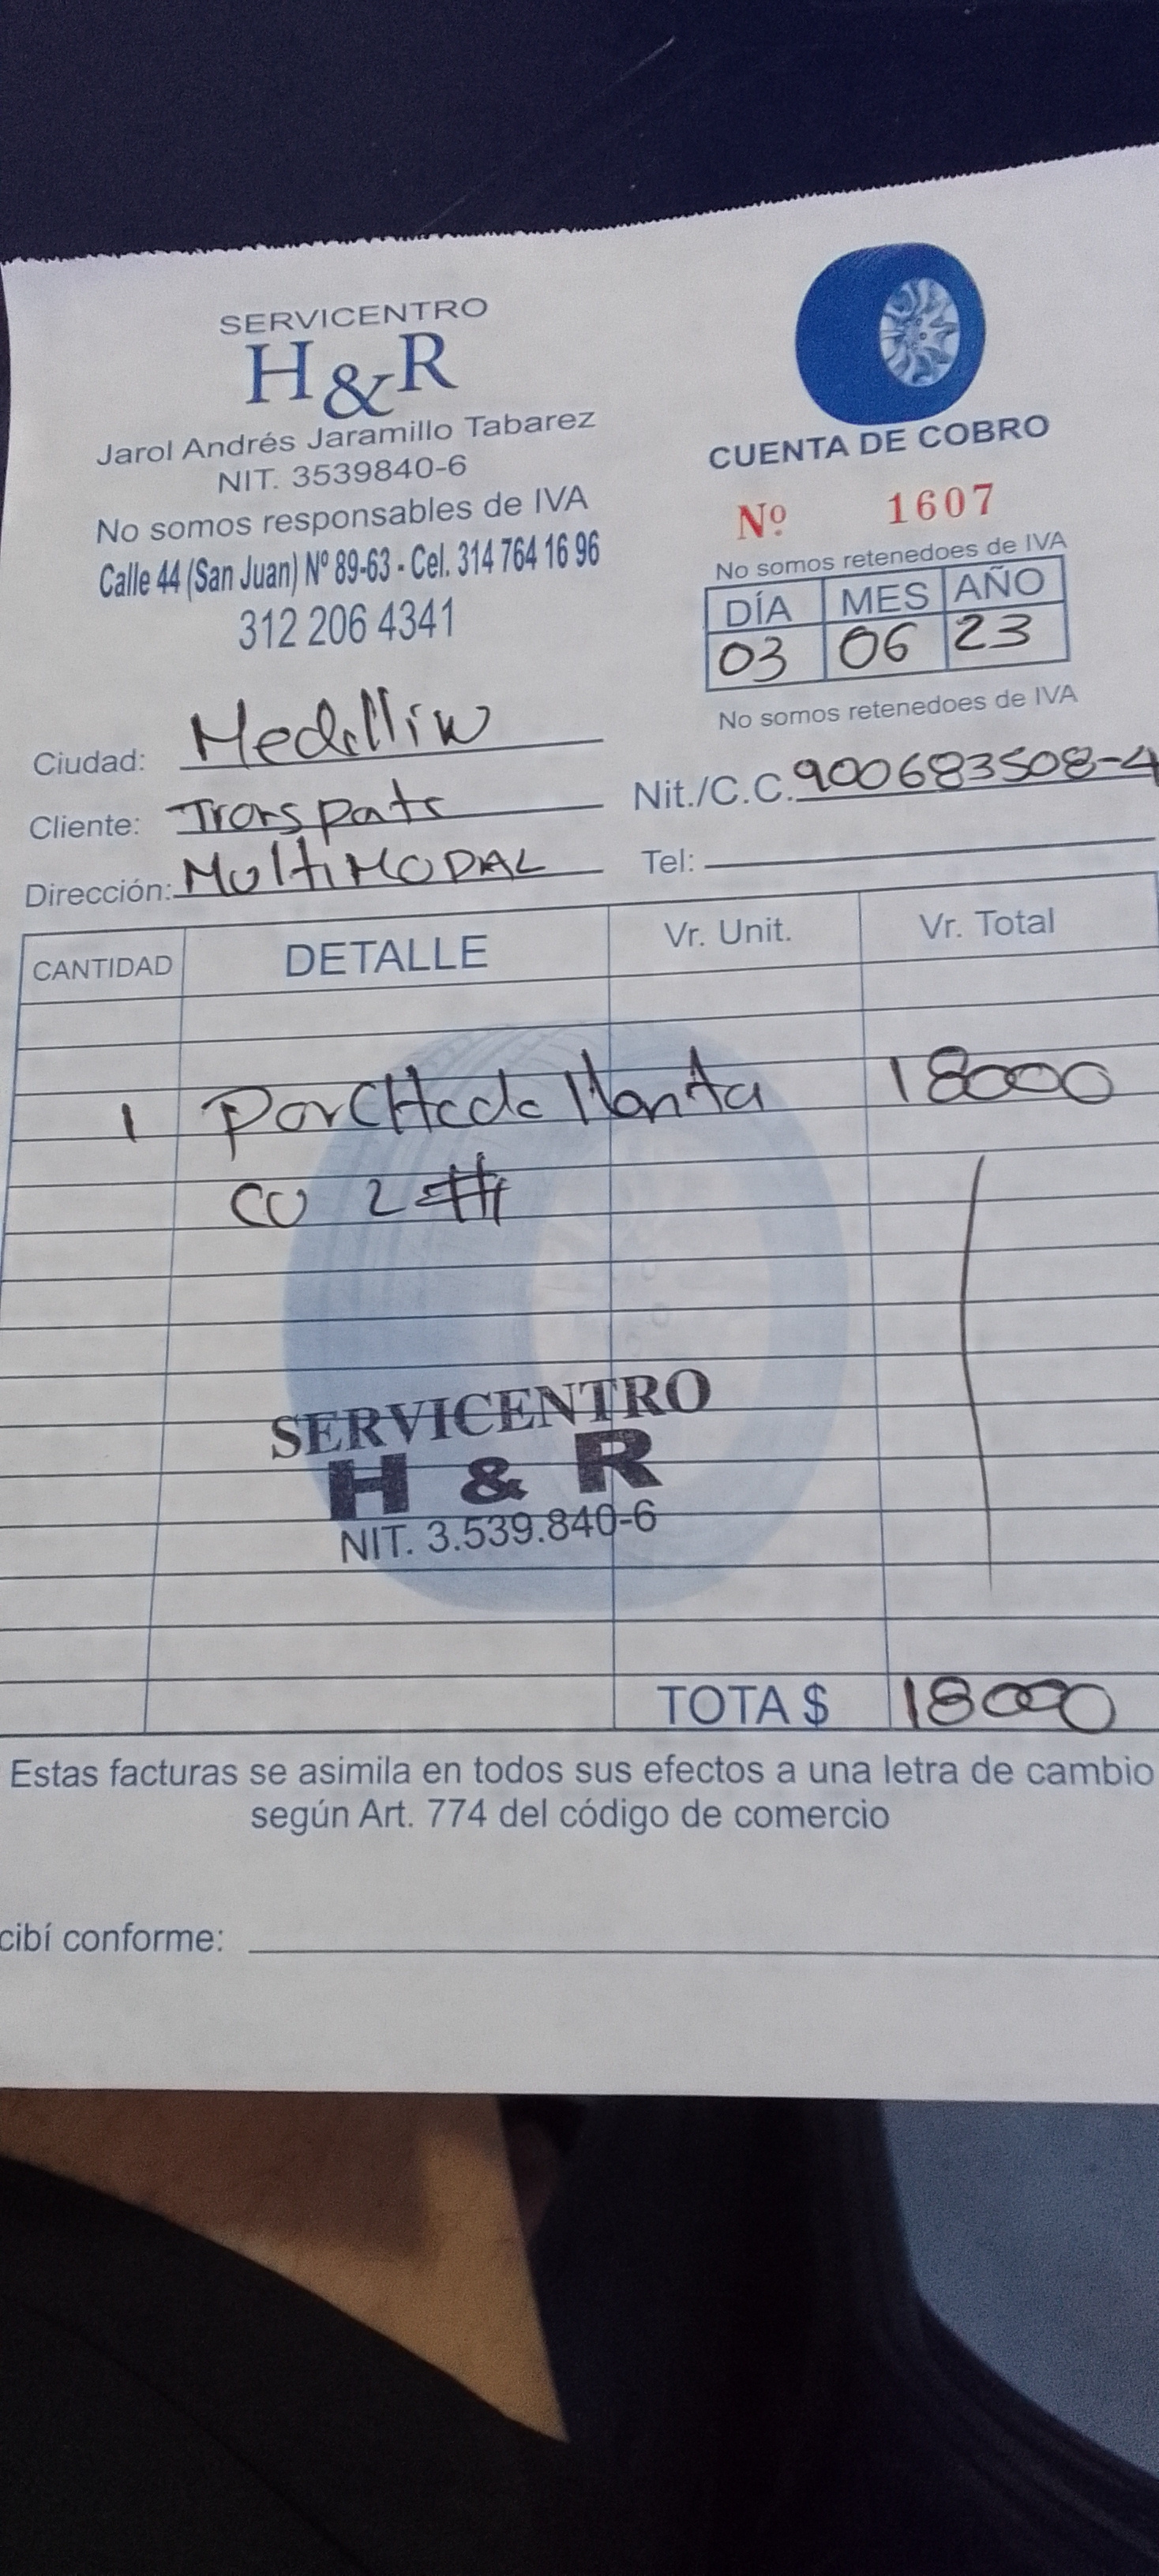 SERVICENTRO
H&R
Jarol Andrés Jaramillo Tabarez
NIT. 3539840-6
No somos responsables de IVA
Calle 44 (San Juan) Nº 89-63 - Cel. 314 764 16 96
312 206 4341
CUENTA DE COBRO
Nº 1607
No somos retenedoes de IVA
DÍA MES AÑO
03 06 23
No somos retenedoes de IVA
Ciudad: Medellin
Nit./C.C. 900683508-4
Cliente: Transpate
Tel:
Dirección: MultiMODAL
CANTIDAD DETALLE Vr. Unit. Vr. Total
1 ParCHede llanta 18000
CU 2
SERVICENTRO
H & R
NIT. 3.539.840-6
TOTA $ 18000
Estas facturas se asimila en todos sus efectos a una letra de cambio
según Art. 774 del código de comercio
cibí conforme: